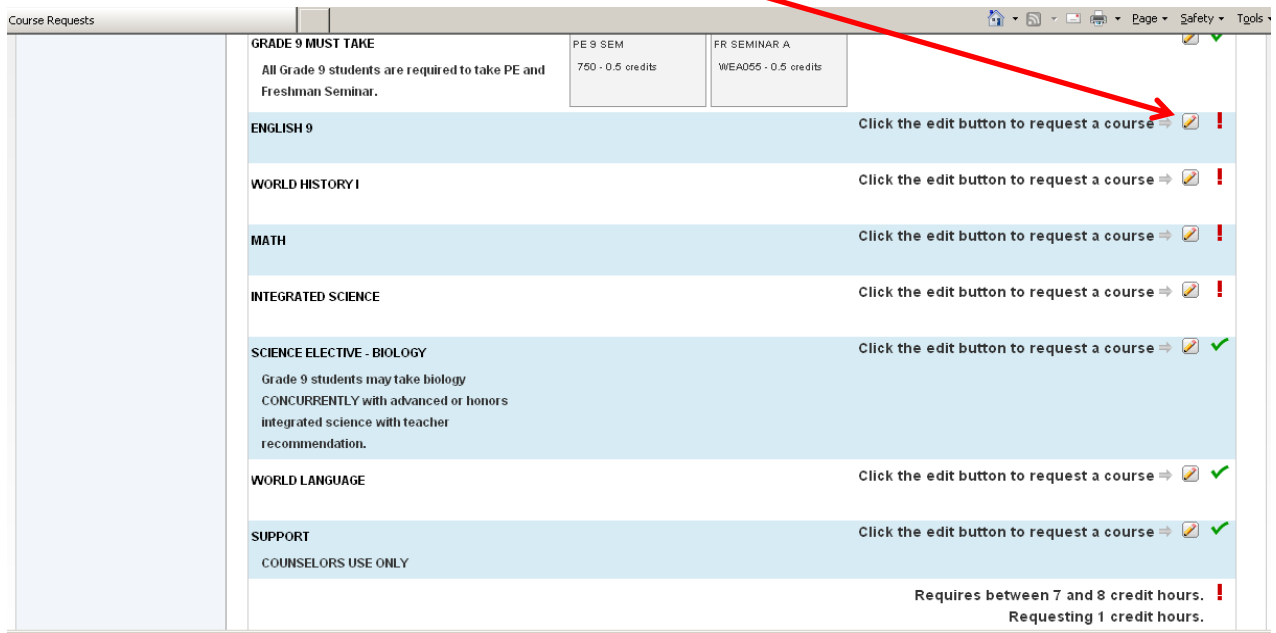 Course Requests
Page
Safety
Tools
GRADE 9 MUST TAKE
All Grade 9 students are required to take PE and
Freshman Seminar.
PE 9 SEM
750 - 0.5 credits
FR SEMINAR A
WEA055 - 0.5 credits
ENGLISH 9
Click the edit button to request a course
WORLD HISTORY I
Click the edit button to request a course
MATH
Click the edit button to request a course
INTEGRATED SCIENCE
Click the edit button to request a course
SCIENCE ELECTIVE - BIOLOGY
Click the edit button to request a course
Grade 9 students may take biology
CONCURRENTLY with advanced or honors
integrated science with teacher
recommendation.
WORLD LANGUAGE
Click the edit button to request a course
SUPPORT
Click the edit button to request a course
COUNSELORS USE ONLY
Requires between 7 and 8 credit hours.
Requesting 1 credit hours.